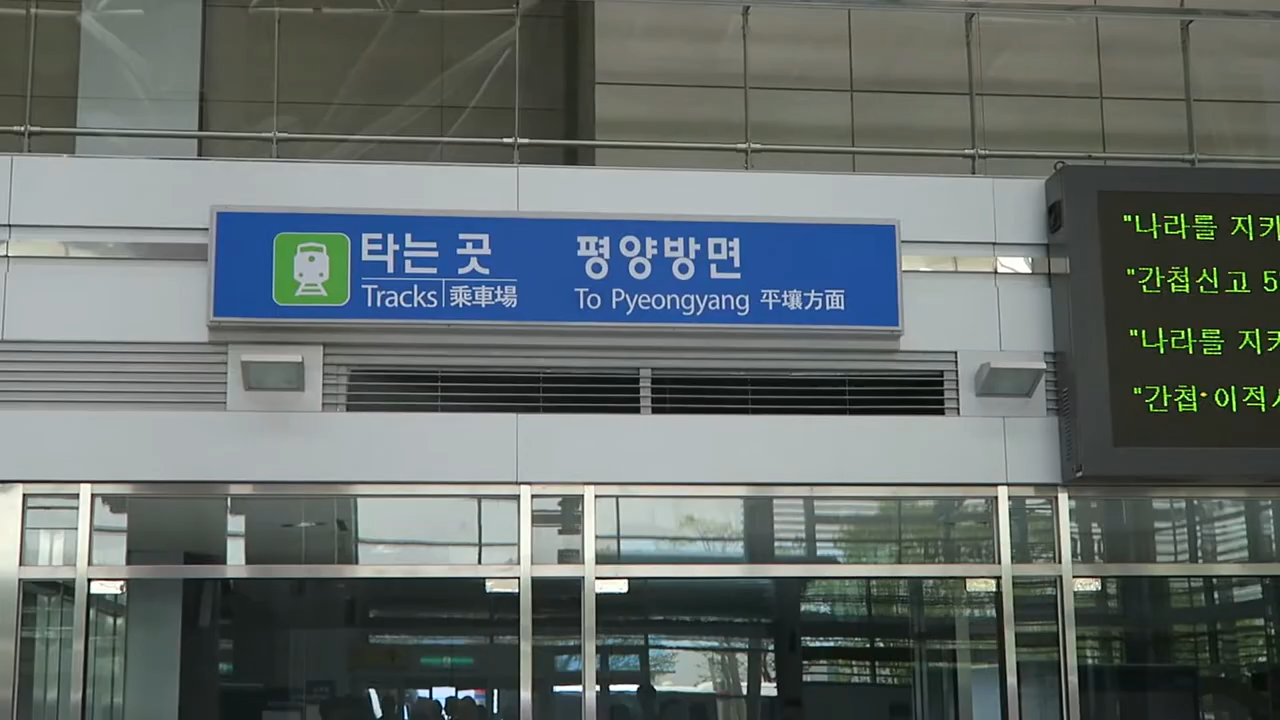 타는 곳
Tracks 乘車場
평양방면
To Pyeongyang 平壤方面
"나라를 지키
"간첩신고 5
"나라를 지키
"간첩·이적